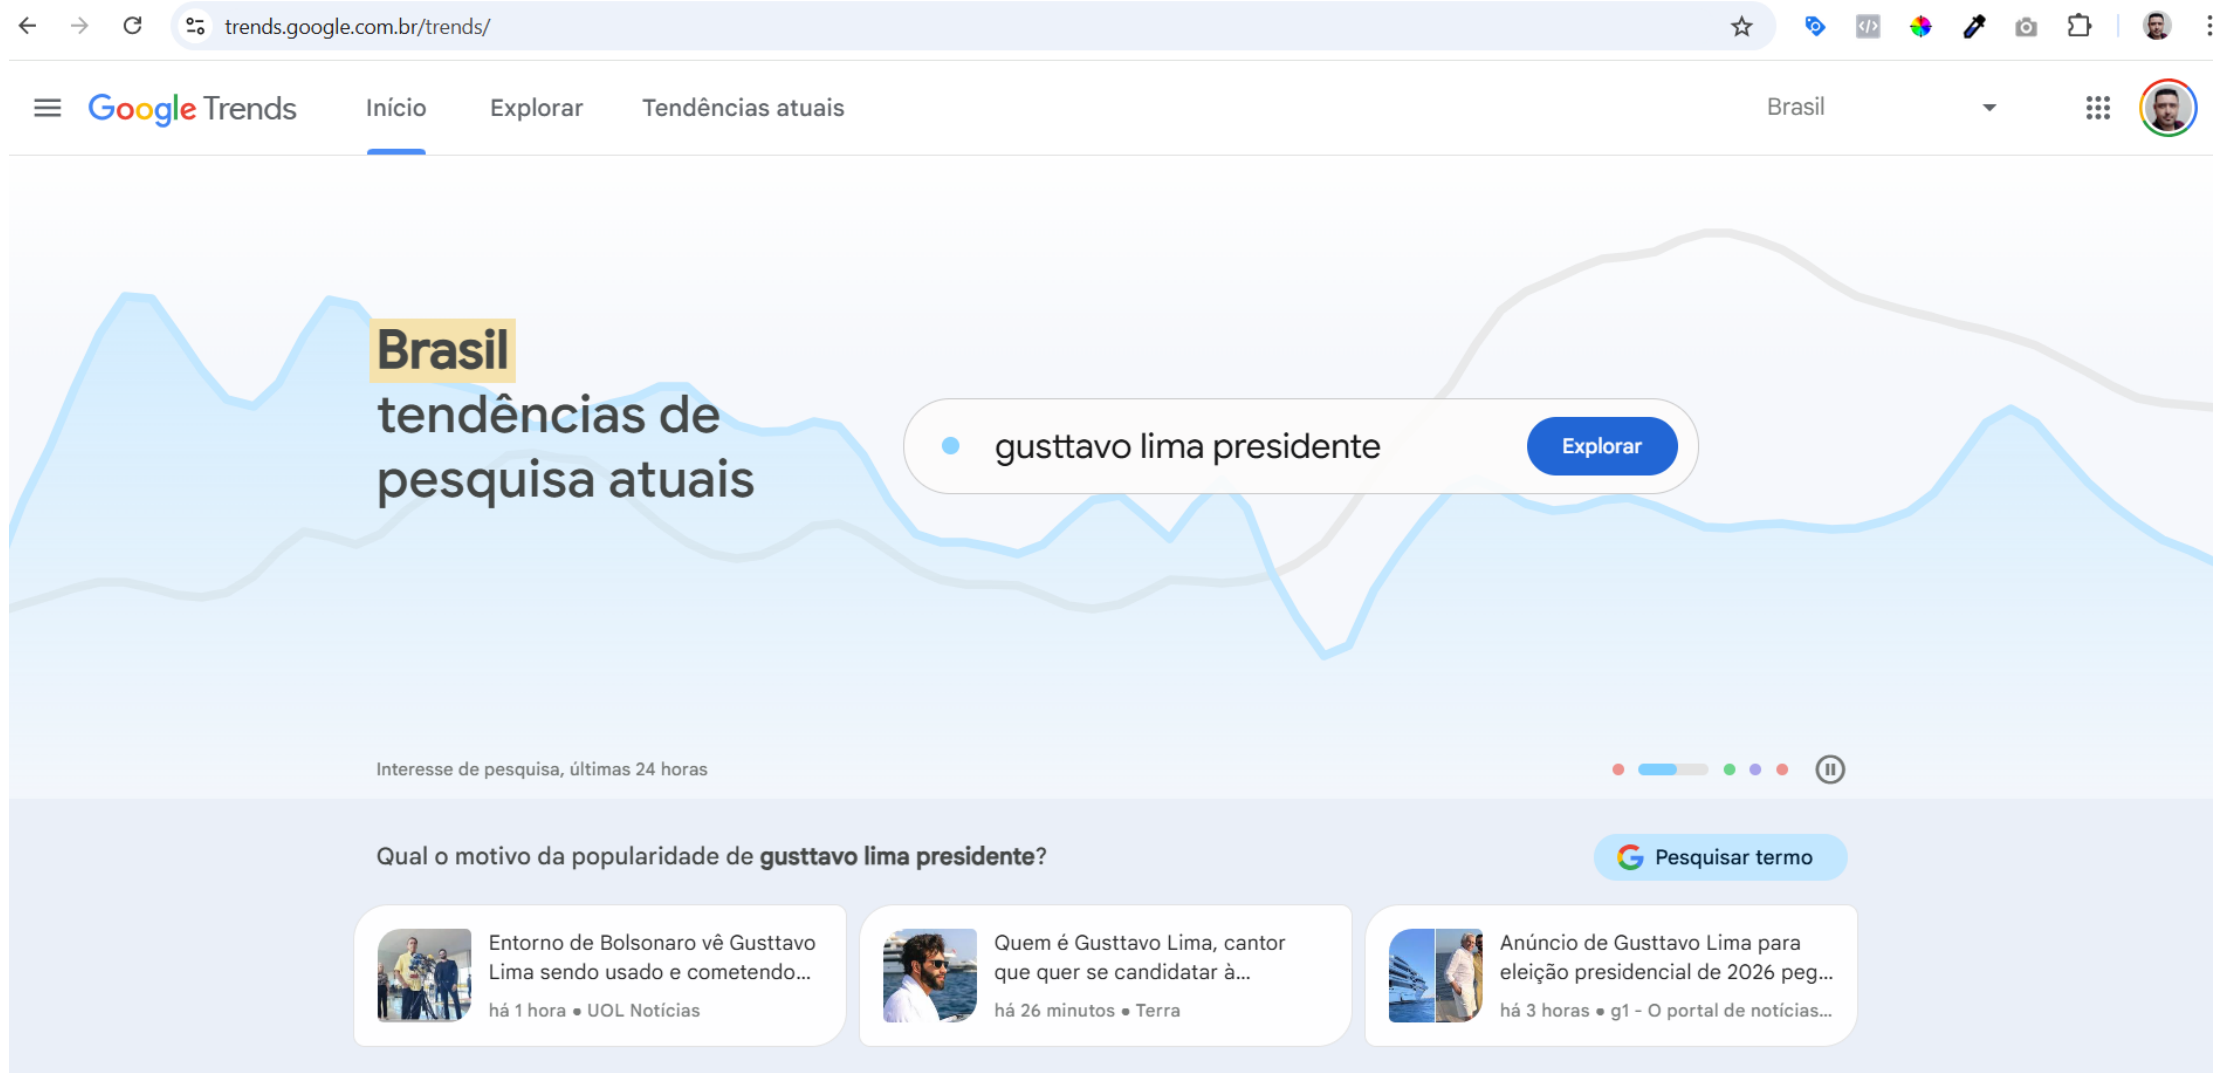 trends.google.com.br/trends/
Google Trends
Início
Explorar
Tendências atuais
Brasil
Brasil
tendências de
pesquisa atuais
gusttavo lima presidente
Explorar
Interesse de pesquisa, últimas 24 horas
Qual o motivo da popularidade de gusttavo lima presidente?
Pesquisar termo
Entorno de Bolsonaro vê Gusttavo
Lima sendo usado e cometendo...
há 1 hora • UOL Notícias
Quem é Gusttavo Lima, cantor
que quer se candidatar à...
há 26 minutos • Terra
Anúncio de Gusttavo Lima para
eleição presidencial de 2026 peg...
há 3 horas • g1 - O portal de notícias...